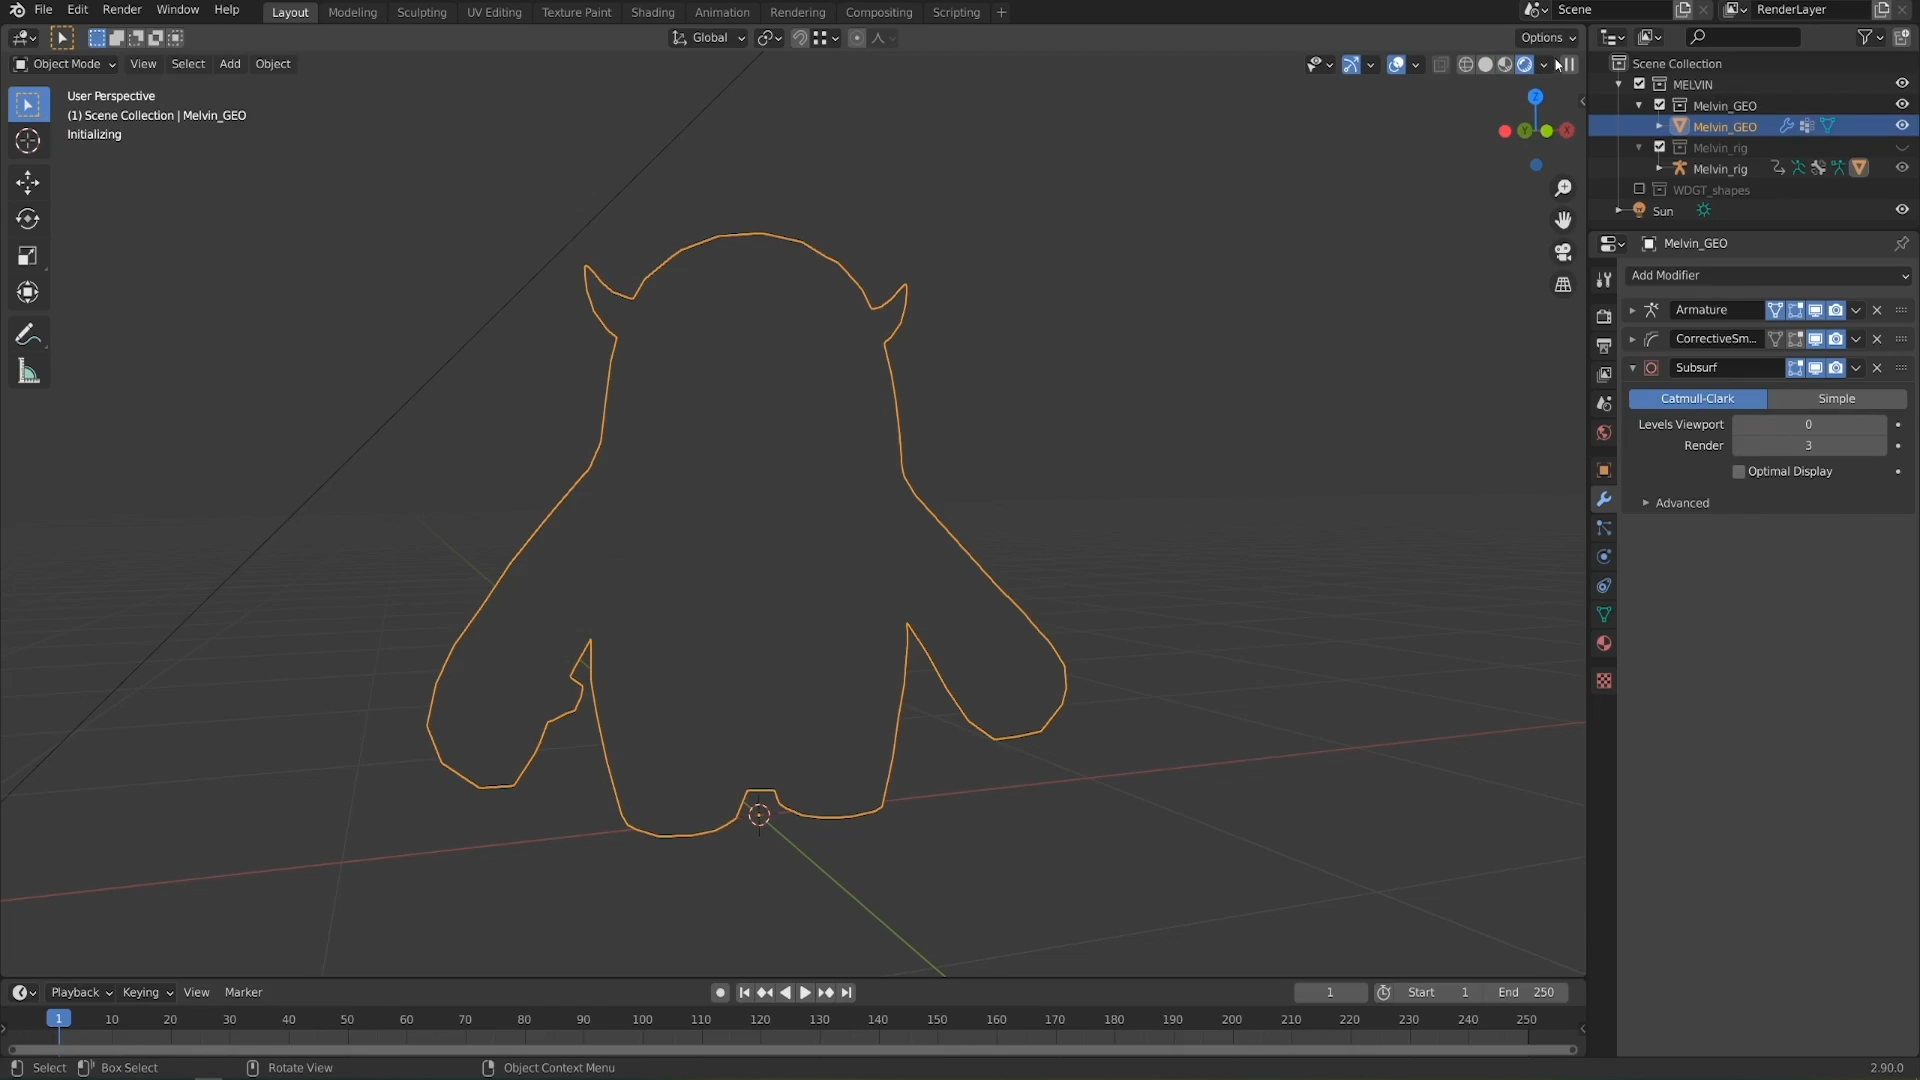 File Edit Render Window Help
Layout Modeling Sculpting UV Editing Texture Paint Shading Animation Rendering Compositing Scripting +
Scene
RenderLayer
Global
Options
Object Mode View Select Add Object
User Perspective
(1) Scene Collection | Melvin_GEO
Initializing
Z
Y
X
Scene Collection
MELVIN
Melvin_GEO
Melvin_GEO
Melvin_rig
Melvin_rig
WDGT_shapes
Sun
Melvin_GEO
Add Modifier
Armature
CorrectiveSm...
Subsurf
Catmull-Clark Simple
Levels Viewport 0
Render 3
Optimal Display
Advanced
Playback Keying View Marker
1 Start 1 End 250
1 10 20 30 40 50 60 70 80 90 100 110 120 130 140 150 160 170 180 190 200 210 220 230 240 250
Select Box Select Rotate View Object Context Menu 2.90.0